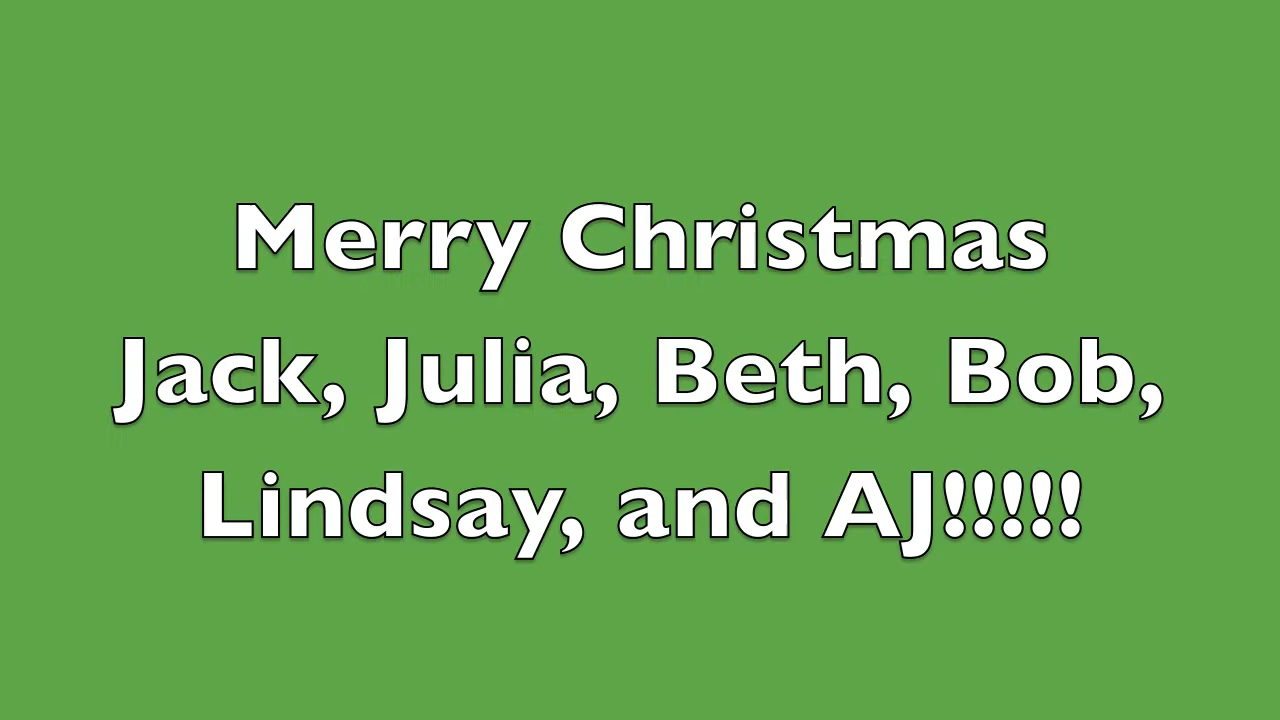 Merry Christmas
Jack, Julia, Beth, Bob,
Lindsay, and AJ!!!!!